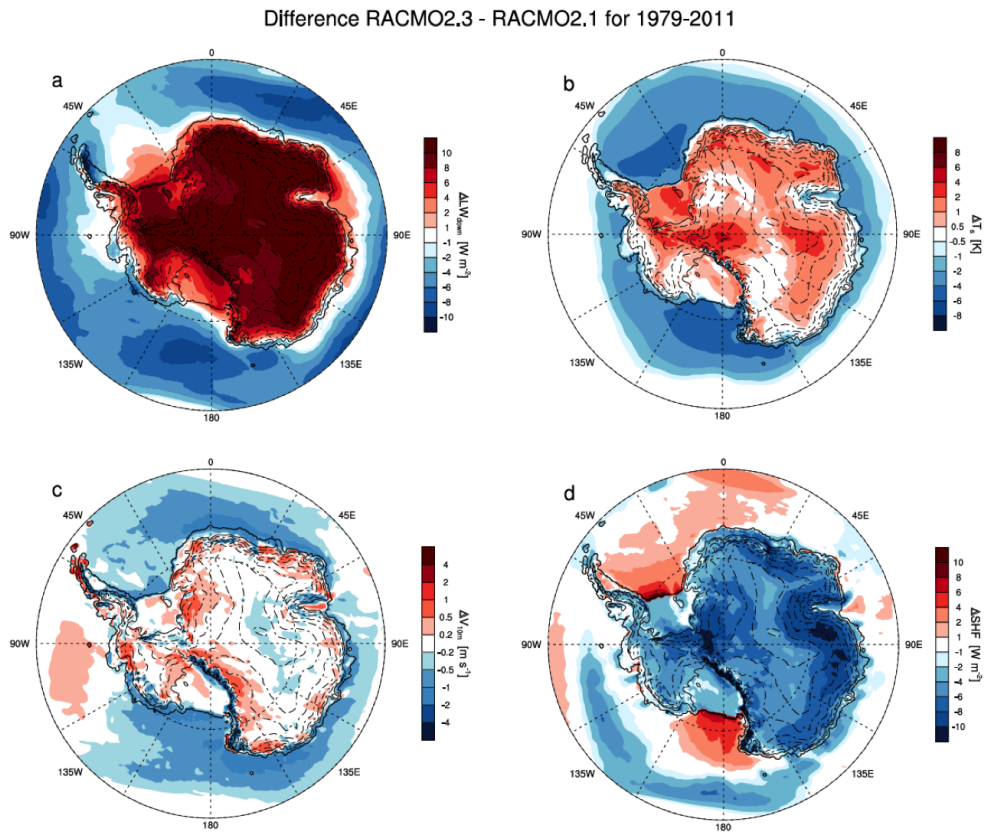 Difference RACMO2.3 - RACMO2.1 for 1979-2011
a
0
45E
90E
135E
180
135W
90W
45W
10
8
6
4
2
1
-1
-2
-4
-6
-8
-10
ΔLWdown [W m-2]
b
0
45E
90E
135E
180
135W
90W
45W
8
6
4
2
1
0.5
-0.5
-1
-2
-4
-6
-8
ΔTs [K]
c
0
45E
90E
135E
180
135W
90W
45W
4
2
1
0.5
0.2
-0.2
-0.5
-1
-2
-4
ΔV10m [m s-1]
d
0
45E
90E
135E
180
135W
90W
45W
10
8
6
4
2
1
-1
-2
-4
-6
-8
-10
ΔSHF [W m-2]